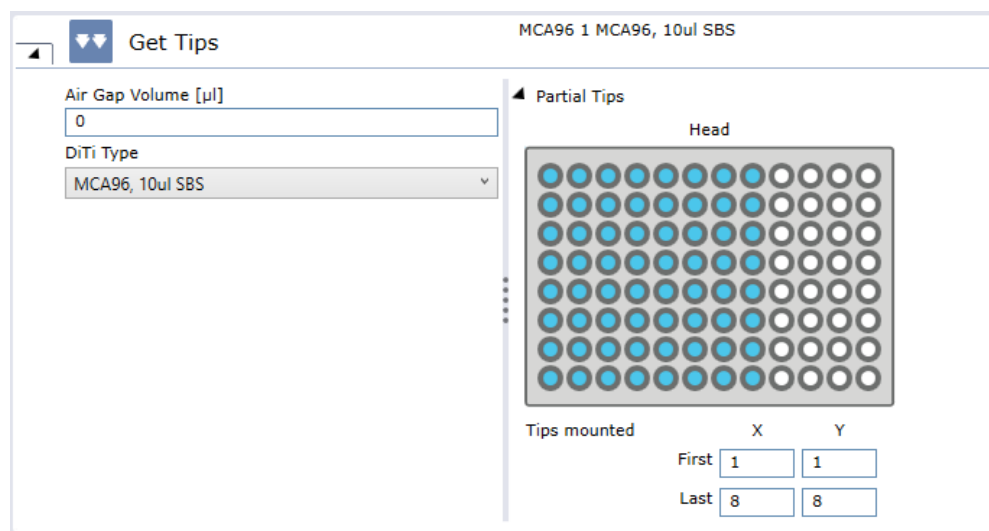 Get Tips
MCA96 1 MCA96, 10ul SBS
Air Gap Volume [µl]
0
DiTi Type
MCA96, 10ul SBS
Partial Tips
Head
Tips mounted X Y
First 1 1
Last 8 8